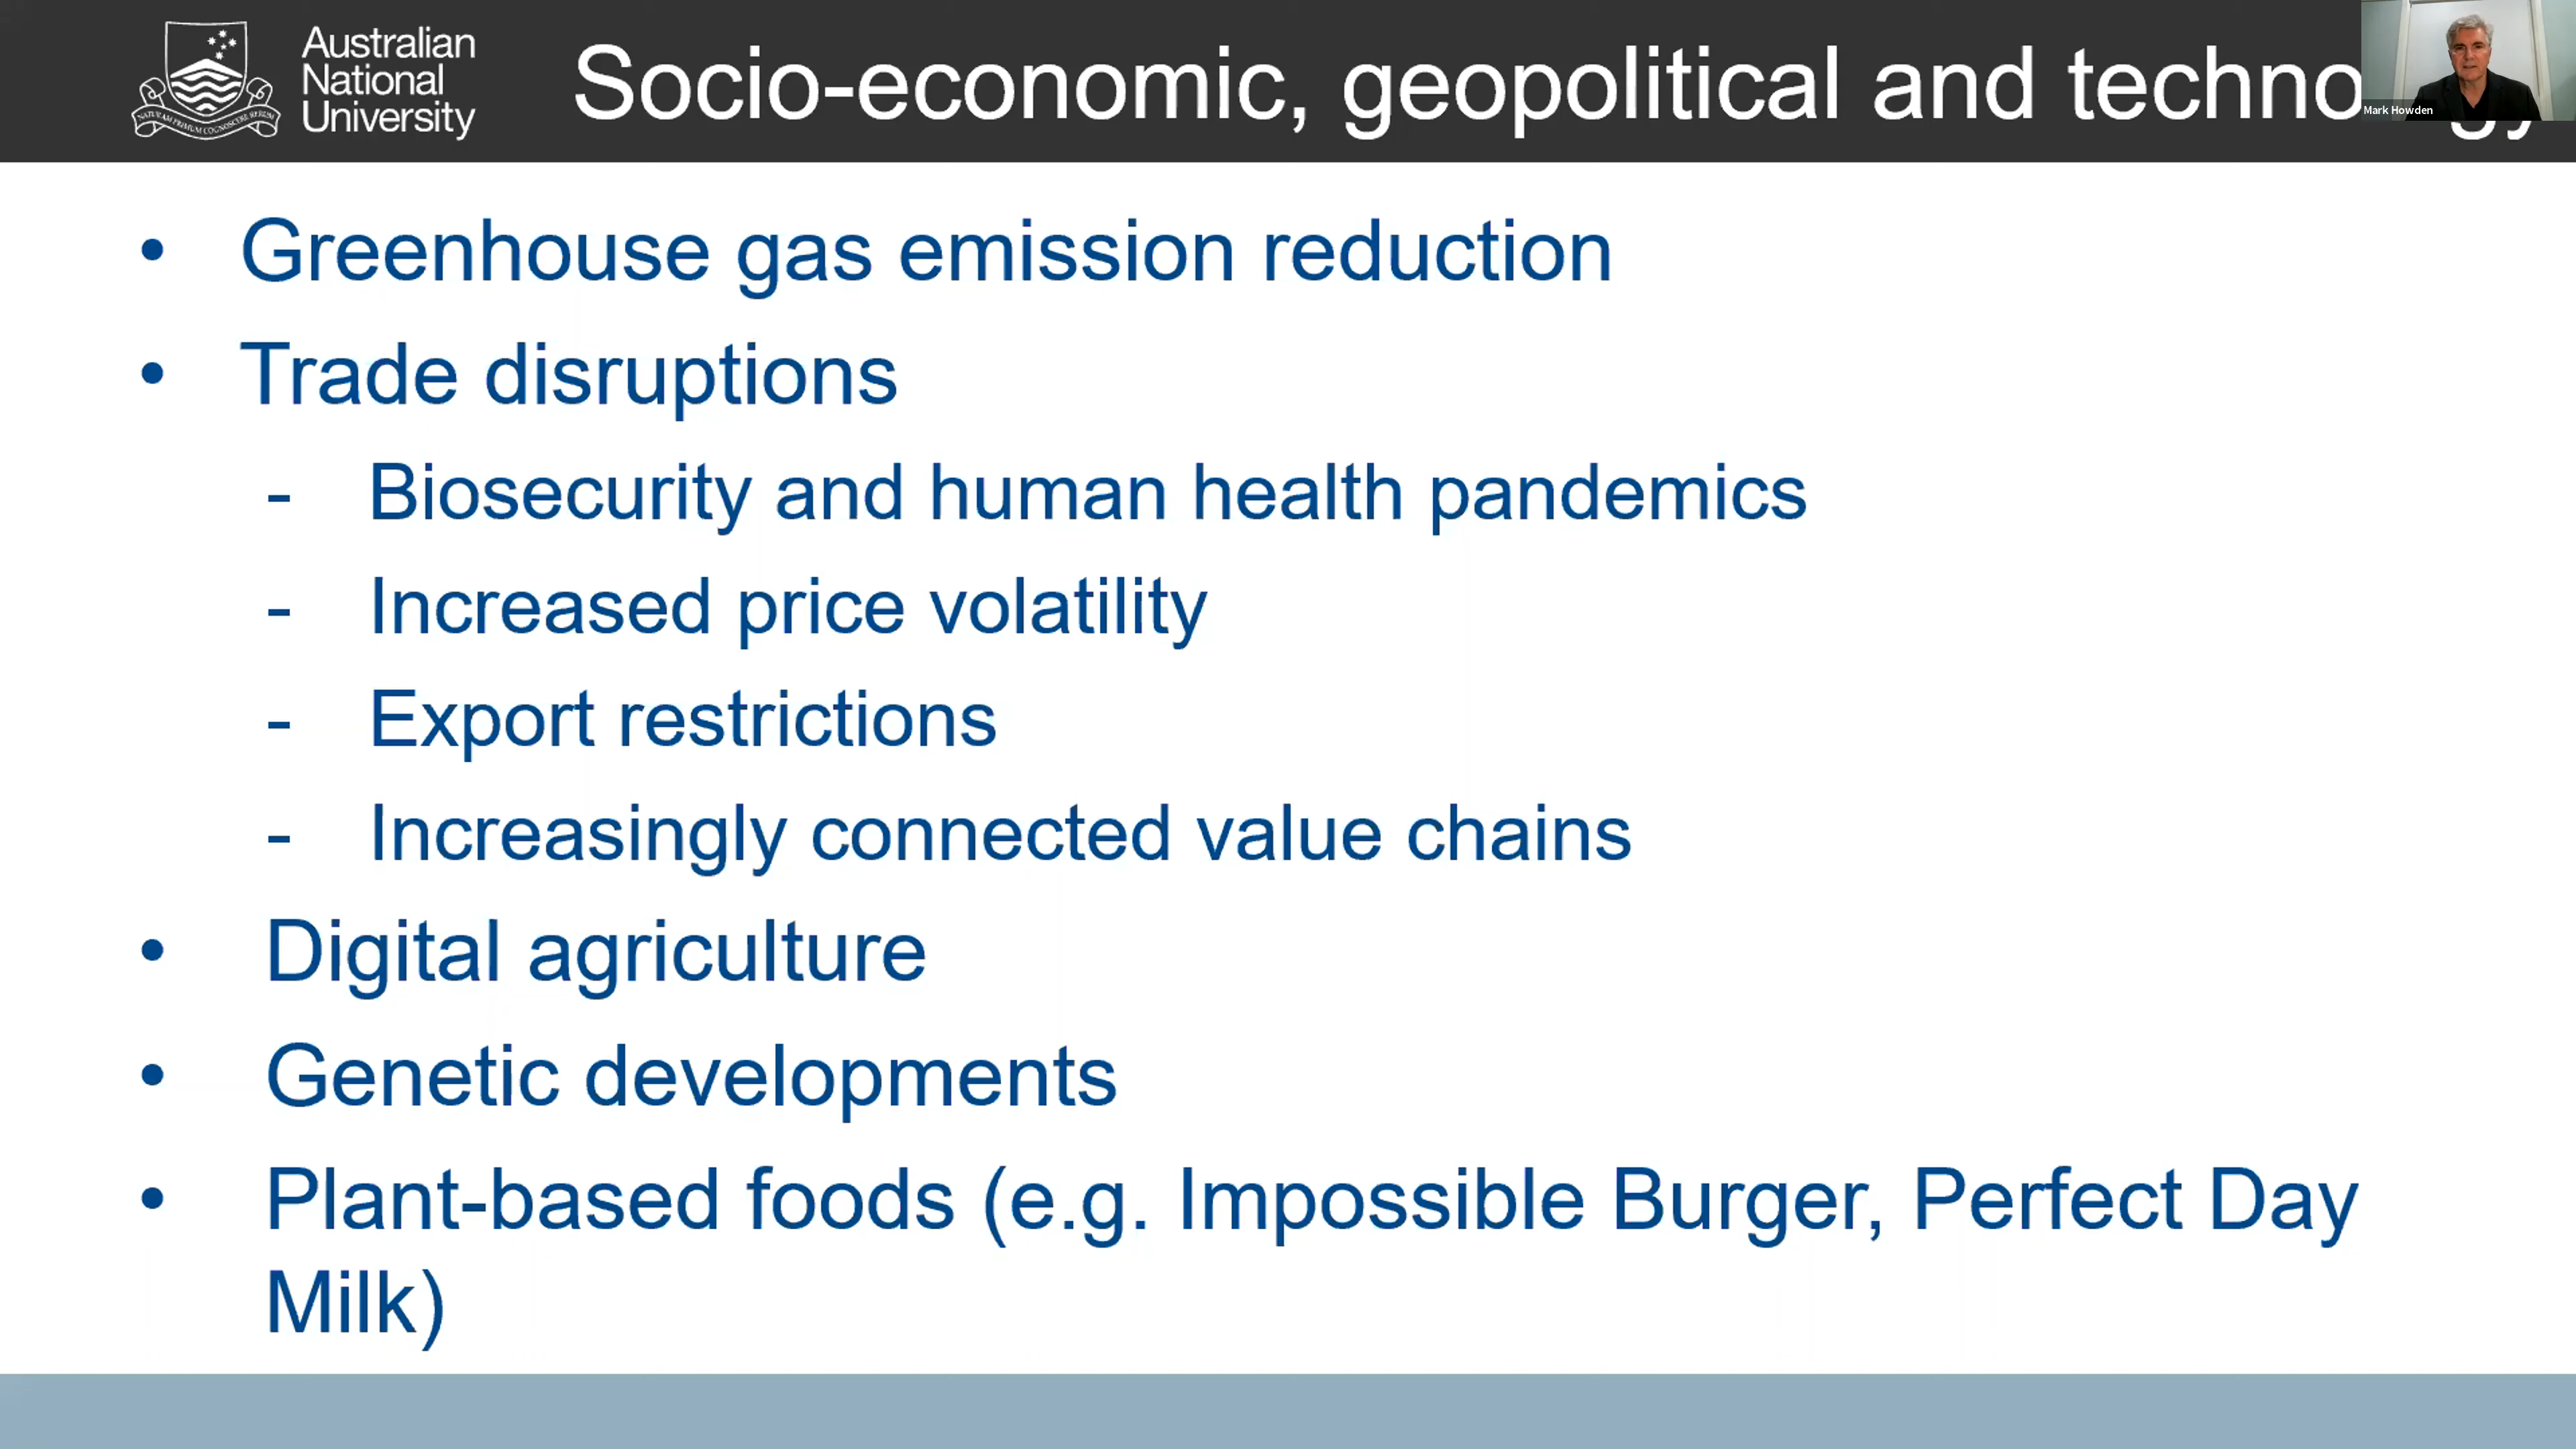 Australian
National
University
Socio-economic, geopolitical and techno gy
Mark Howden
• Greenhouse gas emission reduction
• Trade disruptions
- Biosecurity and human health pandemics
- Increased price volatility
- Export restrictions
- Increasingly connected value chains
• Digital agriculture
• Genetic developments
• Plant-based foods (e.g. Impossible Burger, Perfect Day
Milk)